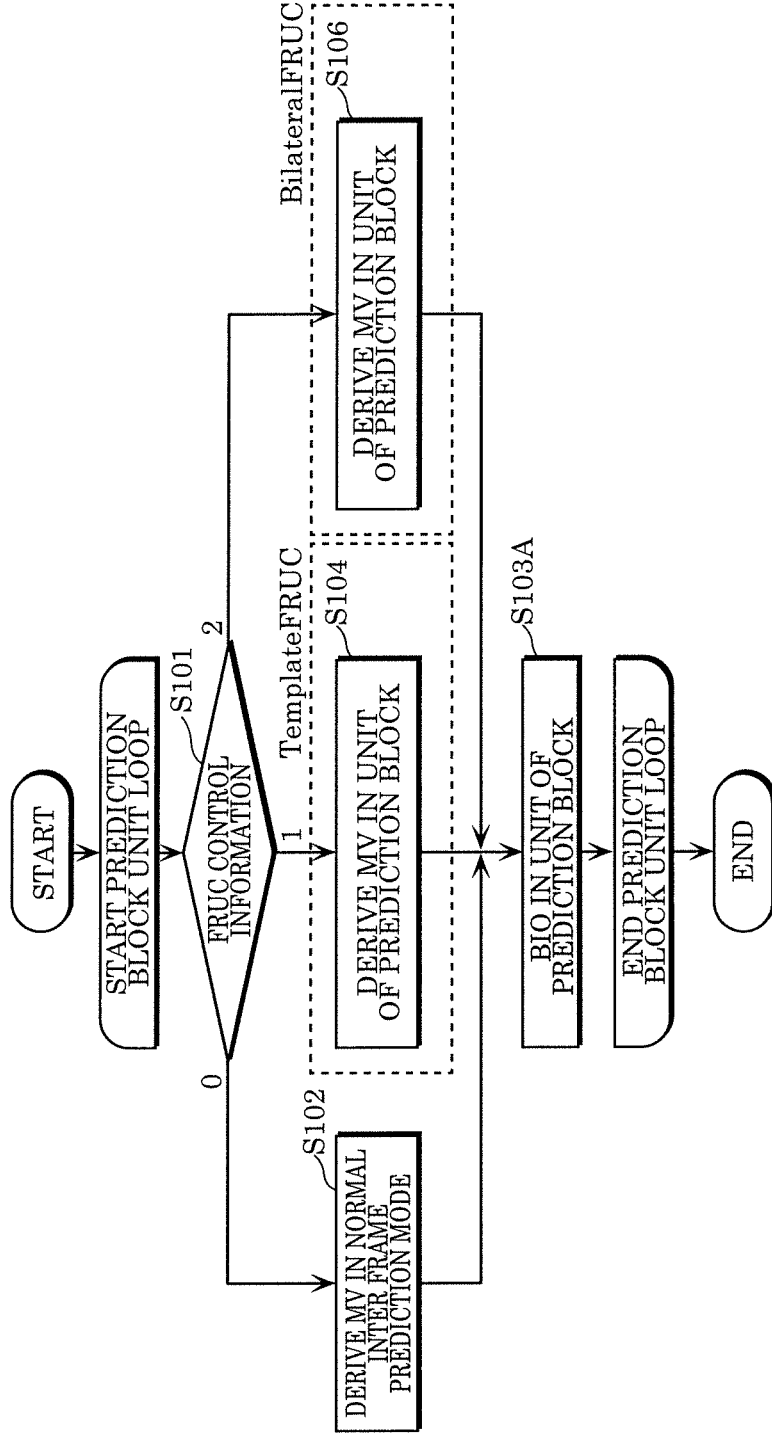 START
START PREDICTION
BLOCK UNIT LOOP
S101
FRUC CONTROL
INFORMATION
0
1
2
S102
DERIVE MV IN NORMAL
INTER FRAME
PREDICTION MODE
TemplateFRUC
S104
DERIVE MV IN UNIT
OF PREDICTION BLOCK
BilateralFRUC
S106
DERIVE MV IN UNIT
OF PREDICTION BLOCK
S103A
BIO IN UNIT OF
PREDICTION BLOCK
END PREDICTION
BLOCK UNIT LOOP
END